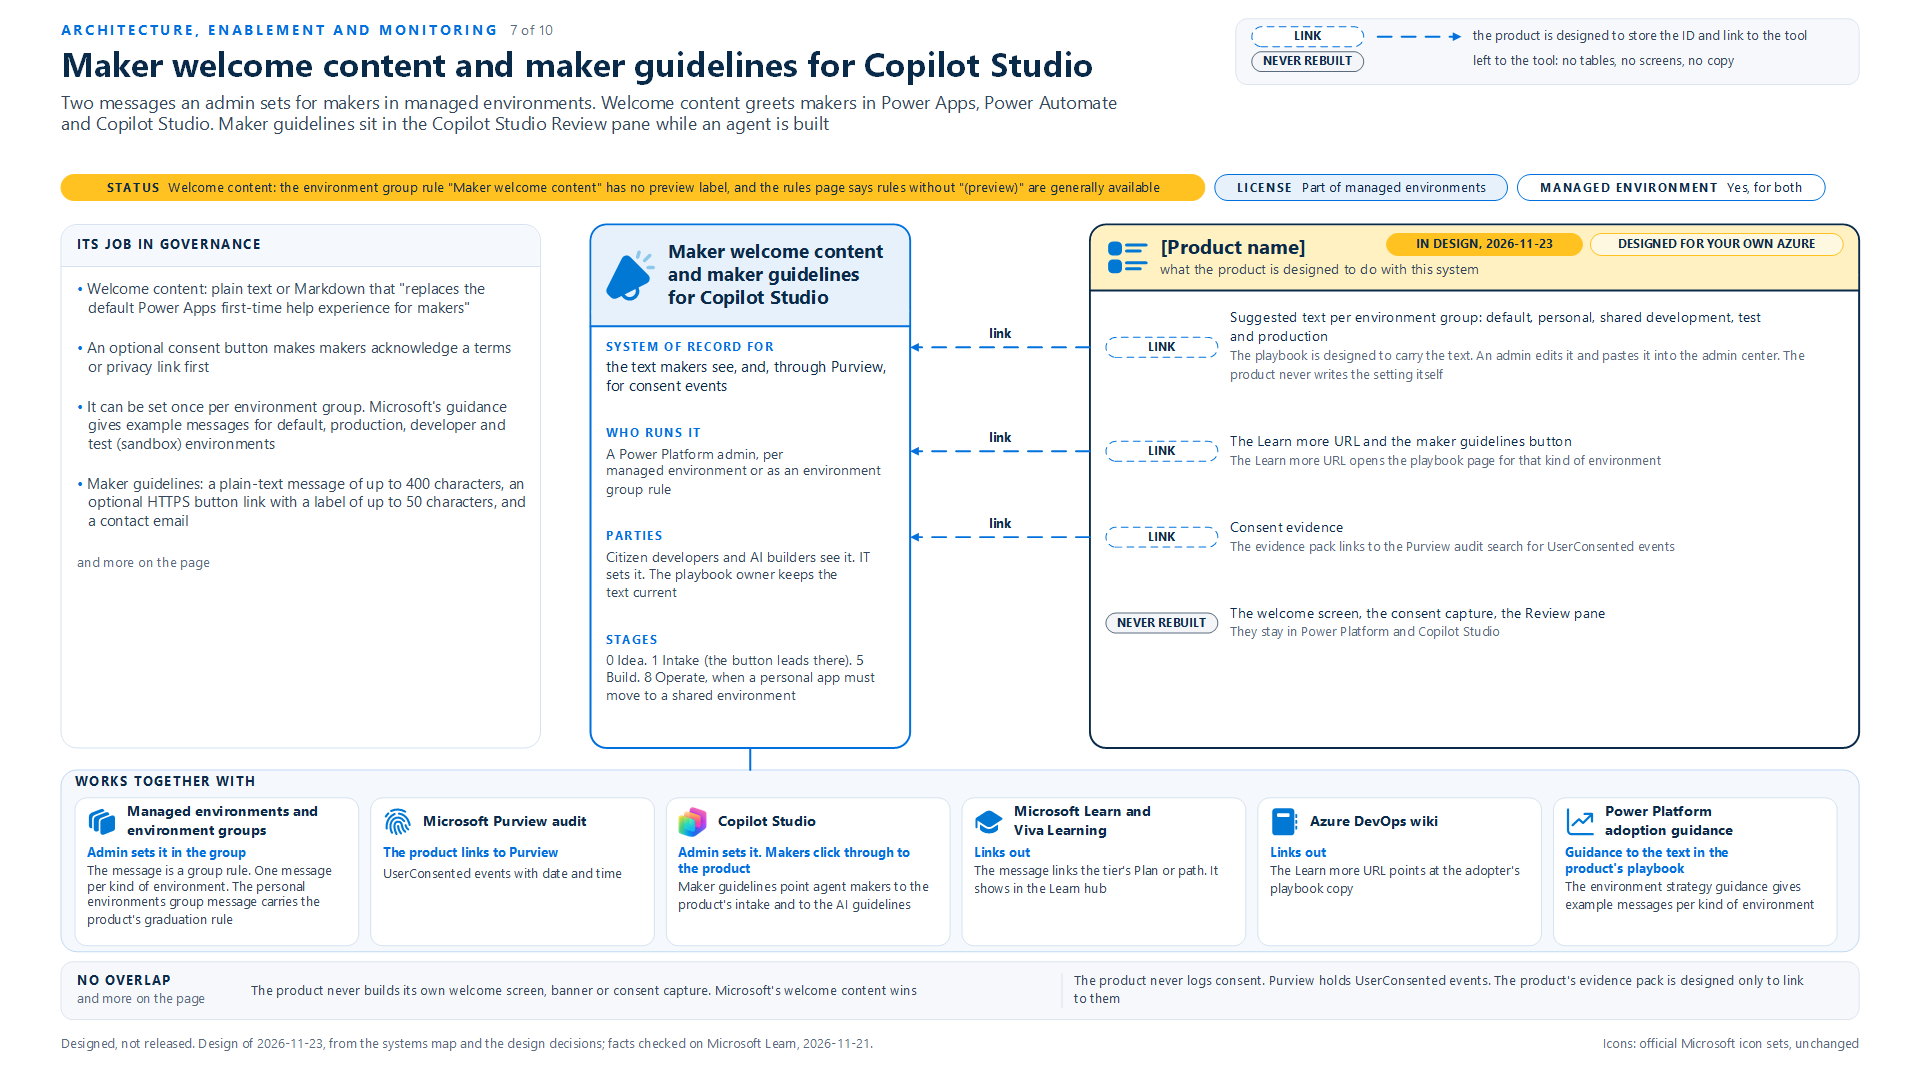 ARCHITECTURE, ENABLEMENT AND MONITORING 7 of 10
Maker welcome content and maker guidelines for Copilot Studio
Two messages an admin sets for makers in managed environments. Welcome content greets makers in Power Apps, Power Automate
and Copilot Studio. Maker guidelines sit in the Copilot Studio Review pane while an agent is built
LINK the product is designed to store the ID and link to the tool
NEVER REBUILT left to the tool: no tables, no screens, no copy
STATUS Welcome content: the environment group rule "Maker welcome content" has no preview label, and the rules page says rules without "(preview)" are generally available
LICENSE Part of managed environments
MANAGED ENVIRONMENT Yes, for both
ITS JOB IN GOVERNANCE
• Welcome content: plain text or Markdown that "replaces the
default Power Apps first-time help experience for makers"
• An optional consent button makes makers acknowledge a terms
or privacy link first
• It can be set once per environment group. Microsoft's guidance
gives example messages for default, production, developer and
test (sandbox) environments
• Maker guidelines: a plain-text message of up to 400 characters, an
optional HTTPS button link with a label of up to 50 characters, and
a contact email
and more on the page
Maker welcome content
and maker guidelines
for Copilot Studio
SYSTEM OF RECORD FOR
the text makers see, and, through Purview,
for consent events
WHO RUNS IT
A Power Platform admin, per
managed environment or as an environment
group rule
PARTIES
Citizen developers and AI builders see it. IT
sets it. The playbook owner keeps the
text current
STAGES
0 Idea. 1 Intake (the button leads there). 5
Build. 8 Operate, when a personal app must
move to a shared environment
link
link
link
[Product name]
what the product is designed to do with this system
IN DESIGN, 2026-11-23
DESIGNED FOR YOUR OWN AZURE
LINK
Suggested text per environment group: default, personal, shared development, test
and production
The playbook is designed to carry the text. An admin edits it and pastes it into the admin center. The
product never writes the setting itself
LINK
The Learn more URL and the maker guidelines button
The Learn more URL opens the playbook page for that kind of environment
LINK
Consent evidence
The evidence pack links to the Purview audit search for UserConsented events
NEVER REBUILT
The welcome screen, the consent capture, the Review pane
They stay in Power Platform and Copilot Studio
WORKS TOGETHER WITH
Managed environments and
environment groups
Admin sets it in the group
The message is a group rule. One message
per kind of environment. The personal
environments group message carries the
product's graduation rule
Microsoft Purview audit
The product links to Purview
UserConsented events with date and time
Copilot Studio
Admin sets it. Makers click through to
the product
Maker guidelines point agent makers to the
product's intake and to the AI guidelines
Microsoft Learn and
Viva Learning
Links out
The message links the tier's Plan or path. It
shows in the Learn hub
Azure DevOps wiki
Links out
The Learn more URL points at the adopter's
playbook copy
Power Platform
adoption guidance
Guidance to the text in the
product's playbook
The environment strategy guidance gives
example messages per kind of environment
NO OVERLAP
and more on the page
The product never builds its own welcome screen, banner or consent capture. Microsoft's welcome content wins
The product never logs consent. Purview holds UserConsented events. The product's evidence pack is designed only to link
to them
Designed, not released. Design of 2026-11-23, from the systems map and the design decisions; facts checked on Microsoft Learn, 2026-11-21.
Icons: official Microsoft icon sets, unchanged